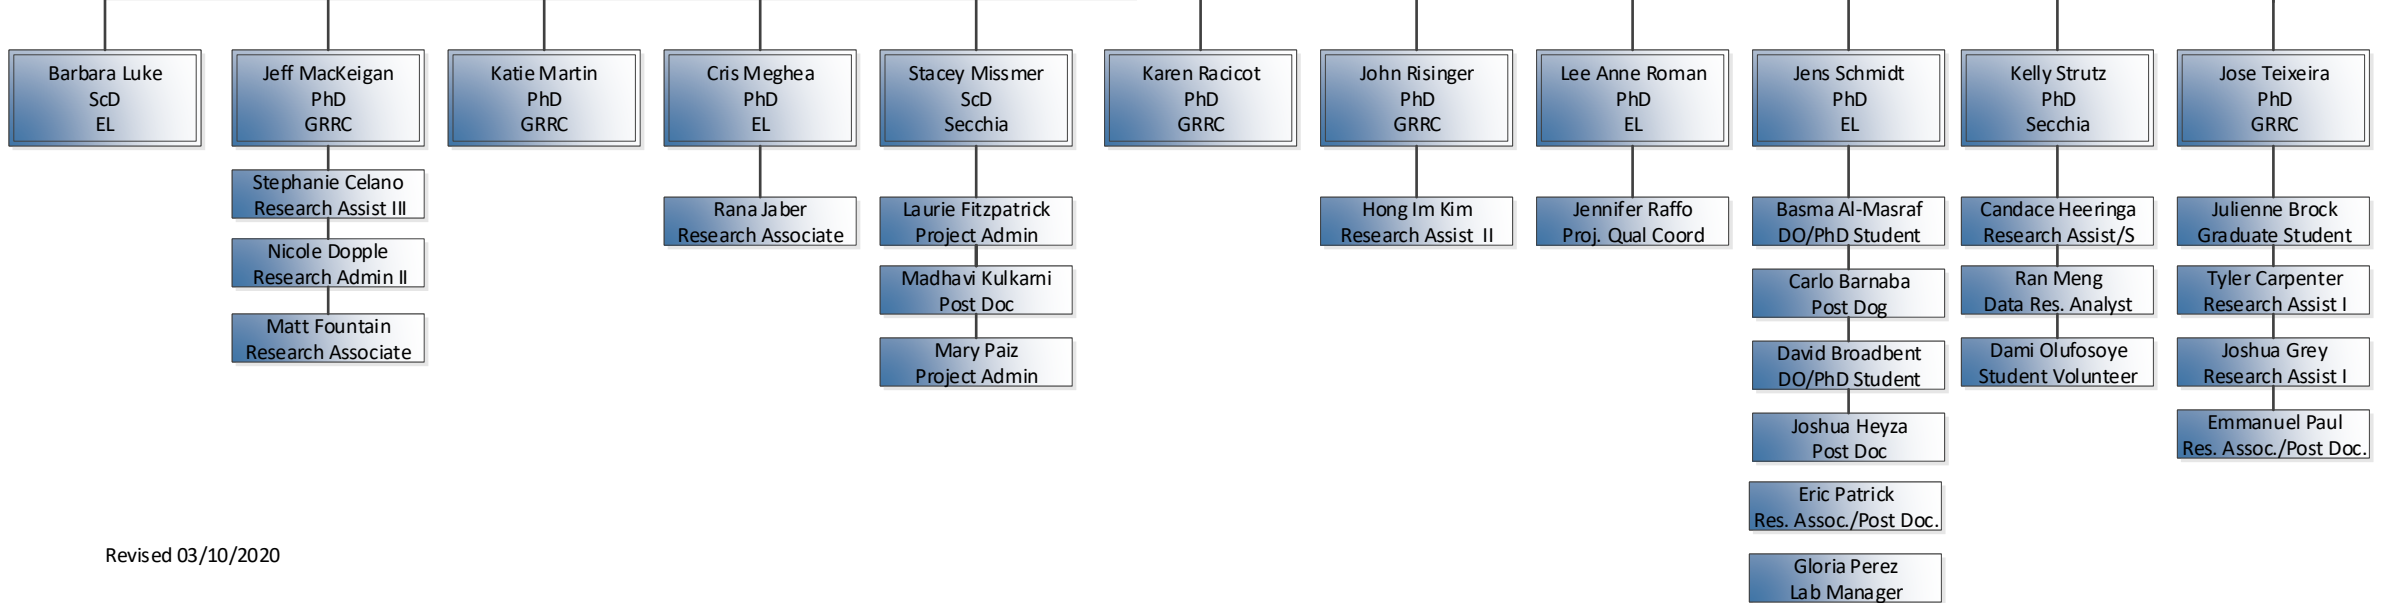 Barbara Luke
ScD
EL
Jeff MacKeigan
PhD
GRRC
Stephanie Celano
Research Assist III
Nicole Dopple
Research Admin II
Matt Fountain
Research Associate
Katie Martin
PhD
GRRC
Cris Meghea
PhD
EL
Rana Jaber
Research Associate
Stacey Missmer
ScD
Secchia
Laurie Fitzpatrick
Project Admin
Madhavi Kulkarni
Post Doc
Mary Paiz
Project Admin
Karen Racicot
PhD
GRRC
John Risinger
PhD
GRRC
Hong Im Kim
Research Assist II
Lee Anne Roman
PhD
EL
Jennifer Raffo
Proj. Qual Coord
Jens Schmidt
PhD
EL
Basma Al-Masraf
DO/PhD Student
Carlo Barnaba
Post Dog
David Broadbent
DO/PhD Student
Joshua Heyza
Post Doc
Eric Patrick
Res. Assoc./Post Doc.
Gloria Perez
Lab Manager
Kelly Strutz
PhD
Secchia
Candace Heeringa
Research Assist/S
Ran Meng
Data Res. Analyst
Dami Olufosoye
Student Volunteer
Jose Teixeira
PhD
GRRC
Julienne Brock
Graduate Student
Tyler Carpenter
Research Assist I
Joshua Grey
Research Assist I
Emmanuel Paul
Res. Assoc./Post Doc.
Revised 03/10/2020